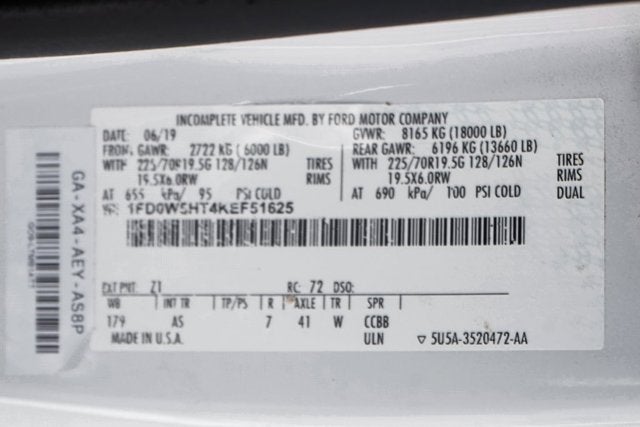 INCOMPLETE VEHICLE MFD. BY FORD MOTOR COMPANY
DATE: 06/19 GVWR: 8165 KG (18000 LB)
FRONT GAWR: 2722 KG (6000 LB) REAR GAWR: 6196 KG (13660 LB)
WITH 225/70R19.5G 128/126N TIRES WITH 225/70R19.5G 128/126N TIRES
19.5X6.0RW RIMS 19.5X6.0RW RIMS
AT 655 kPa/ 95 PSI COLD AT 690 kPa/ 100 PSI COLD DUAL
1FD0W5HT4KEF51625
EXT PNT: Z1 RC: 72 DSO:
WB INT TR TP/PS R AXLE TR SPR
179 AS 7 41 W CCBB
MADE IN U.S.A. ULN ▽ 5U5A-3520472-AA
GA-XA4-AEY-AS8P